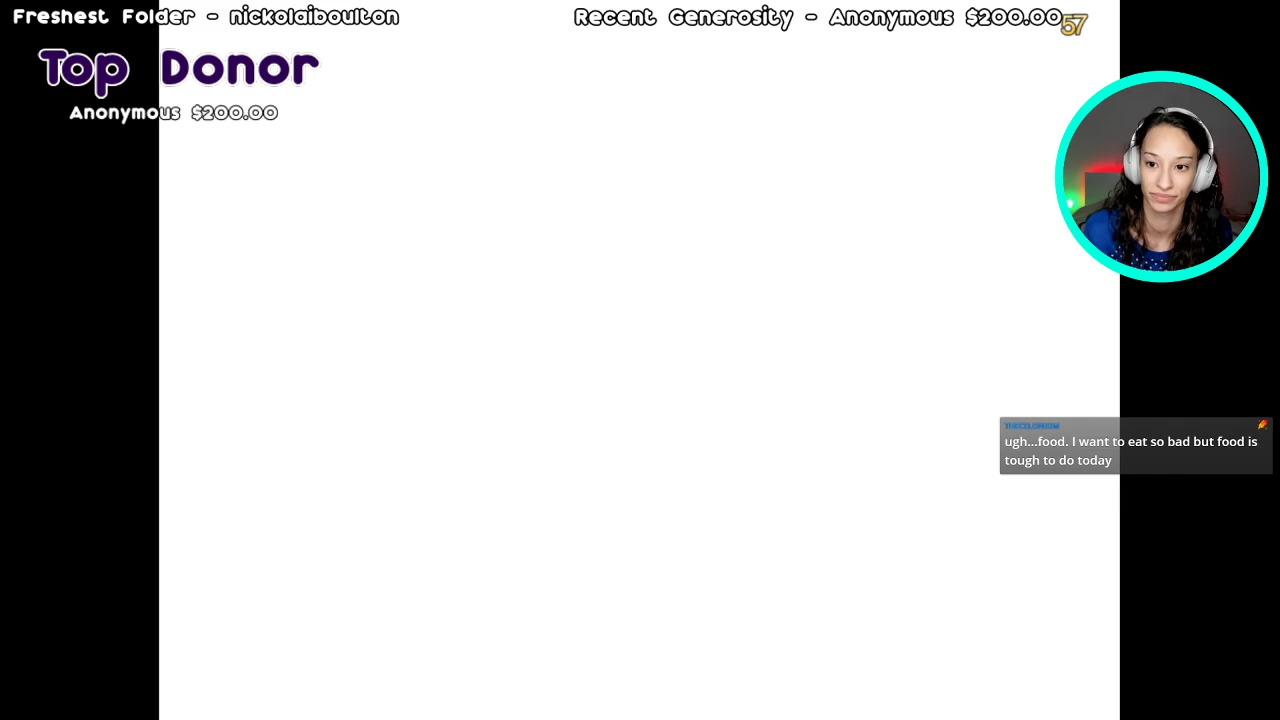 Freshest Folder - nickolaiboulton
Recent Generosity - Anonymous $200.00
57
Top Donor
Anonymous $200.00
ugh...food. I want to eat so bad but food is
tough to do today